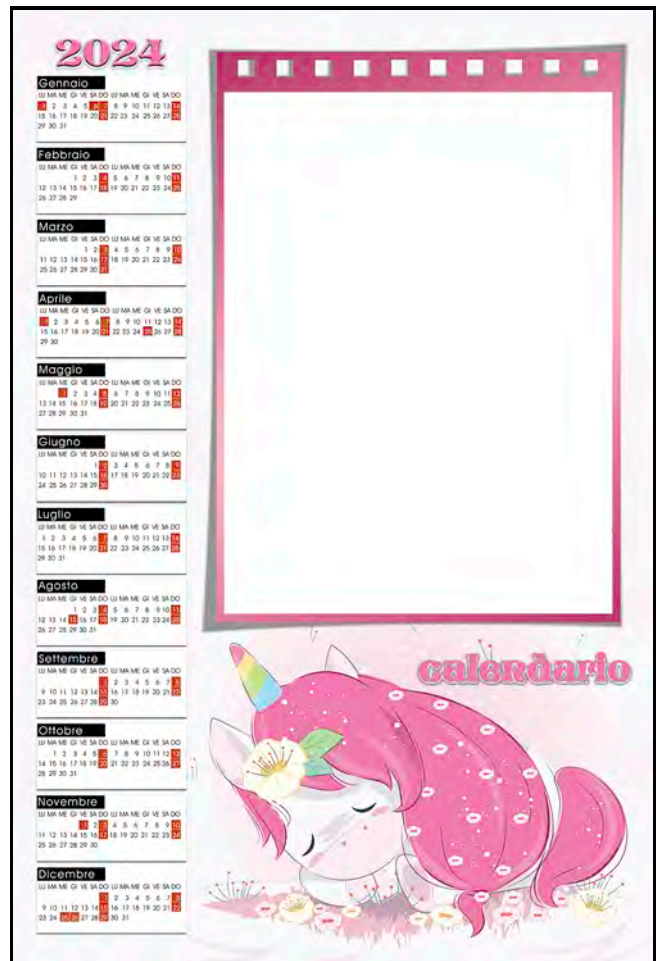 2024
Gennaio
LU MA ME GI VE SA DO LU MA ME GI VE SA DO
1 2 3 4 5 6 7 8 9 10 11 12 13 14
15 16 17 18 19 20 21 22 23 24 25 26 27 28
29 30 31
Febbraio
LU MA ME GI VE SA DO LU MA ME GI VE SA DO
1 2 3 4 5 6 7 8 9 10 11
12 13 14 15 16 17 18 19 20 21 22 23 24 25
26 27 28 29
Marzo
LU MA ME GI VE SA DO LU MA ME GI VE SA DO
1 2 3 4 5 6 7 8 9 10
11 12 13 14 15 16 17 18 19 20 21 22 23 24
25 26 27 28 29 30 31
Aprile
LU MA ME GI VE SA DO LU MA ME GI VE SA DO
1 2 3 4 5 6 7 8 9 10 11 12 13 14
15 16 17 18 19 20 21 22 23 24 25 26 27 28
29 30
Maggio
LU MA ME GI VE SA DO LU MA ME GI VE SA DO
1 2 3 4 5 6 7 8 9 10 11 12
13 14 15 16 17 18 19 20 21 22 23 24 25 26
27 28 29 30 31
Giugno
LU MA ME GI VE SA DO LU MA ME GI VE SA DO
1 2 3 4 5 6 7 8 9
10 11 12 13 14 15 16 17 18 19 20 21 22 23
24 25 26 27 28 29 30
Luglio
LU MA ME GI VE SA DO LU MA ME GI VE SA DO
1 2 3 4 5 6 7 8 9 10 11 12 13 14
15 16 17 18 19 20 21 22 23 24 25 26 27 28
29 30 31
Agosto
LU MA ME GI VE SA DO LU MA ME GI VE SA DO
1 2 3 4 5 6 7 8 9 10 11
12 13 14 15 16 17 18 19 20 21 22 23 24 25
26 27 28 29 30 31
Settembre
LU MA ME GI VE SA DO LU MA ME GI VE SA DO
1 2 3 4 5 6 7 8
9 10 11 12 13 14 15 16 17 18 19 20 21 22
23 24 25 26 27 28 29 30
Ottobre
LU MA ME GI VE SA DO LU MA ME GI VE SA DO
1 2 3 4 5 6 7 8 9 10 11 12 13
14 15 16 17 18 19 20 21 22 23 24 25 26 27
28 29 30 31
Novembre
LU MA ME GI VE SA DO LU MA ME GI VE SA DO
1 2 3 4 5 6 7 8 9 10
11 12 13 14 15 16 17 18 19 20 21 22 23 24
25 26 27 28 29 30
Dicembre
LU MA ME GI VE SA DO LU MA ME GI VE SA DO
1 2 3 4 5 6 7 8
9 10 11 12 13 14 15 16 17 18 19 20 21 22
23 24 25 26 27 28 29 30 31
calendario